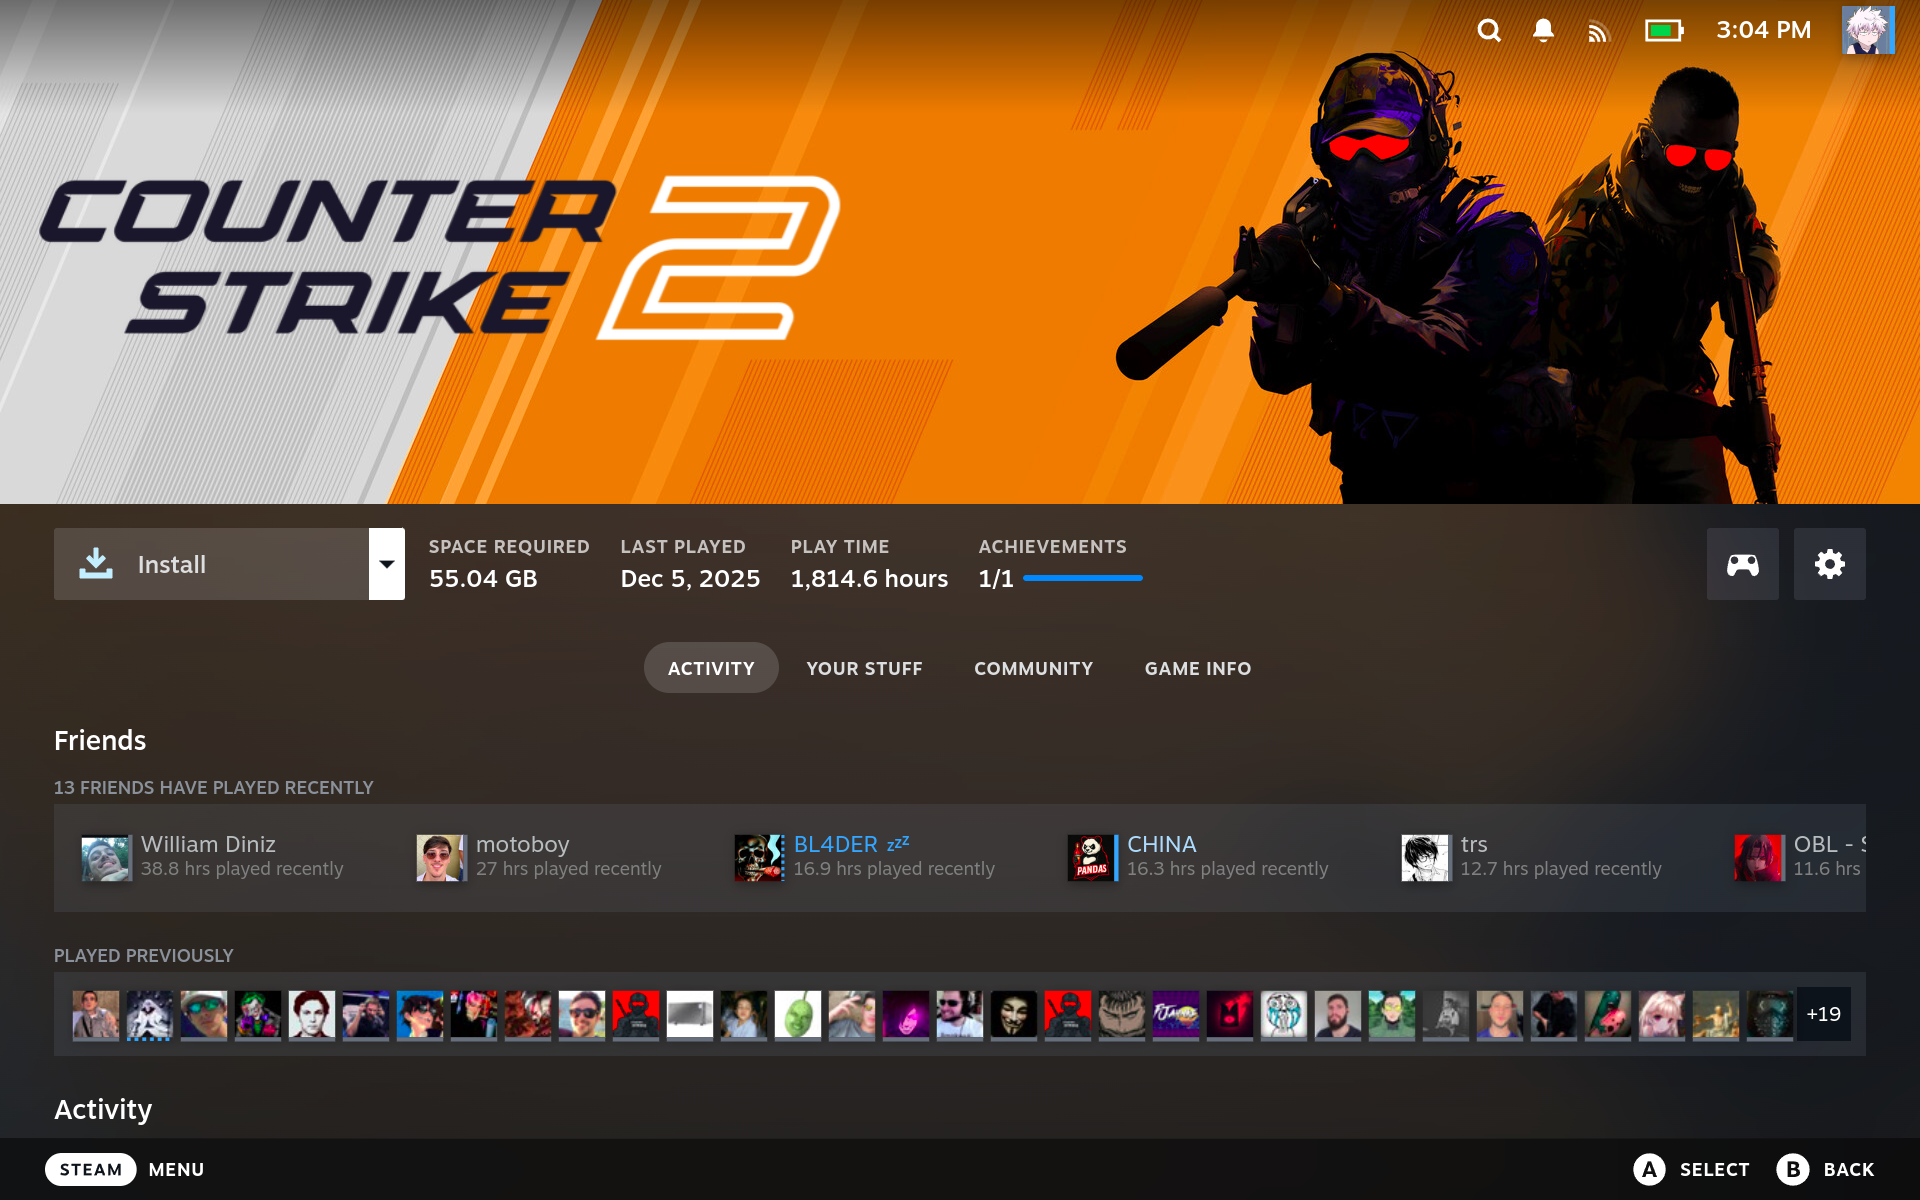 3:04 PM
COUNTER
STRIKE 2
Install
SPACE REQUIRED
55.04 GB
LAST PLAYED
Dec 5, 2025
PLAY TIME
1,814.6 hours
ACHIEVEMENTS
1/1
ACTIVITY YOUR STUFF COMMUNITY GAME INFO
Friends
13 FRIENDS HAVE PLAYED RECENTLY
William Diniz
38.8 hrs played recently
motoboy
27 hrs played recently
BL4DER zzz
16.9 hrs played recently
PANDAS
CHINA
16.3 hrs played recently
trs
12.7 hrs played recently
OBL -
11.6 hrs
PLAYED PREVIOUSLY
+19
Activity
STEAM MENU
A SELECT B BACK